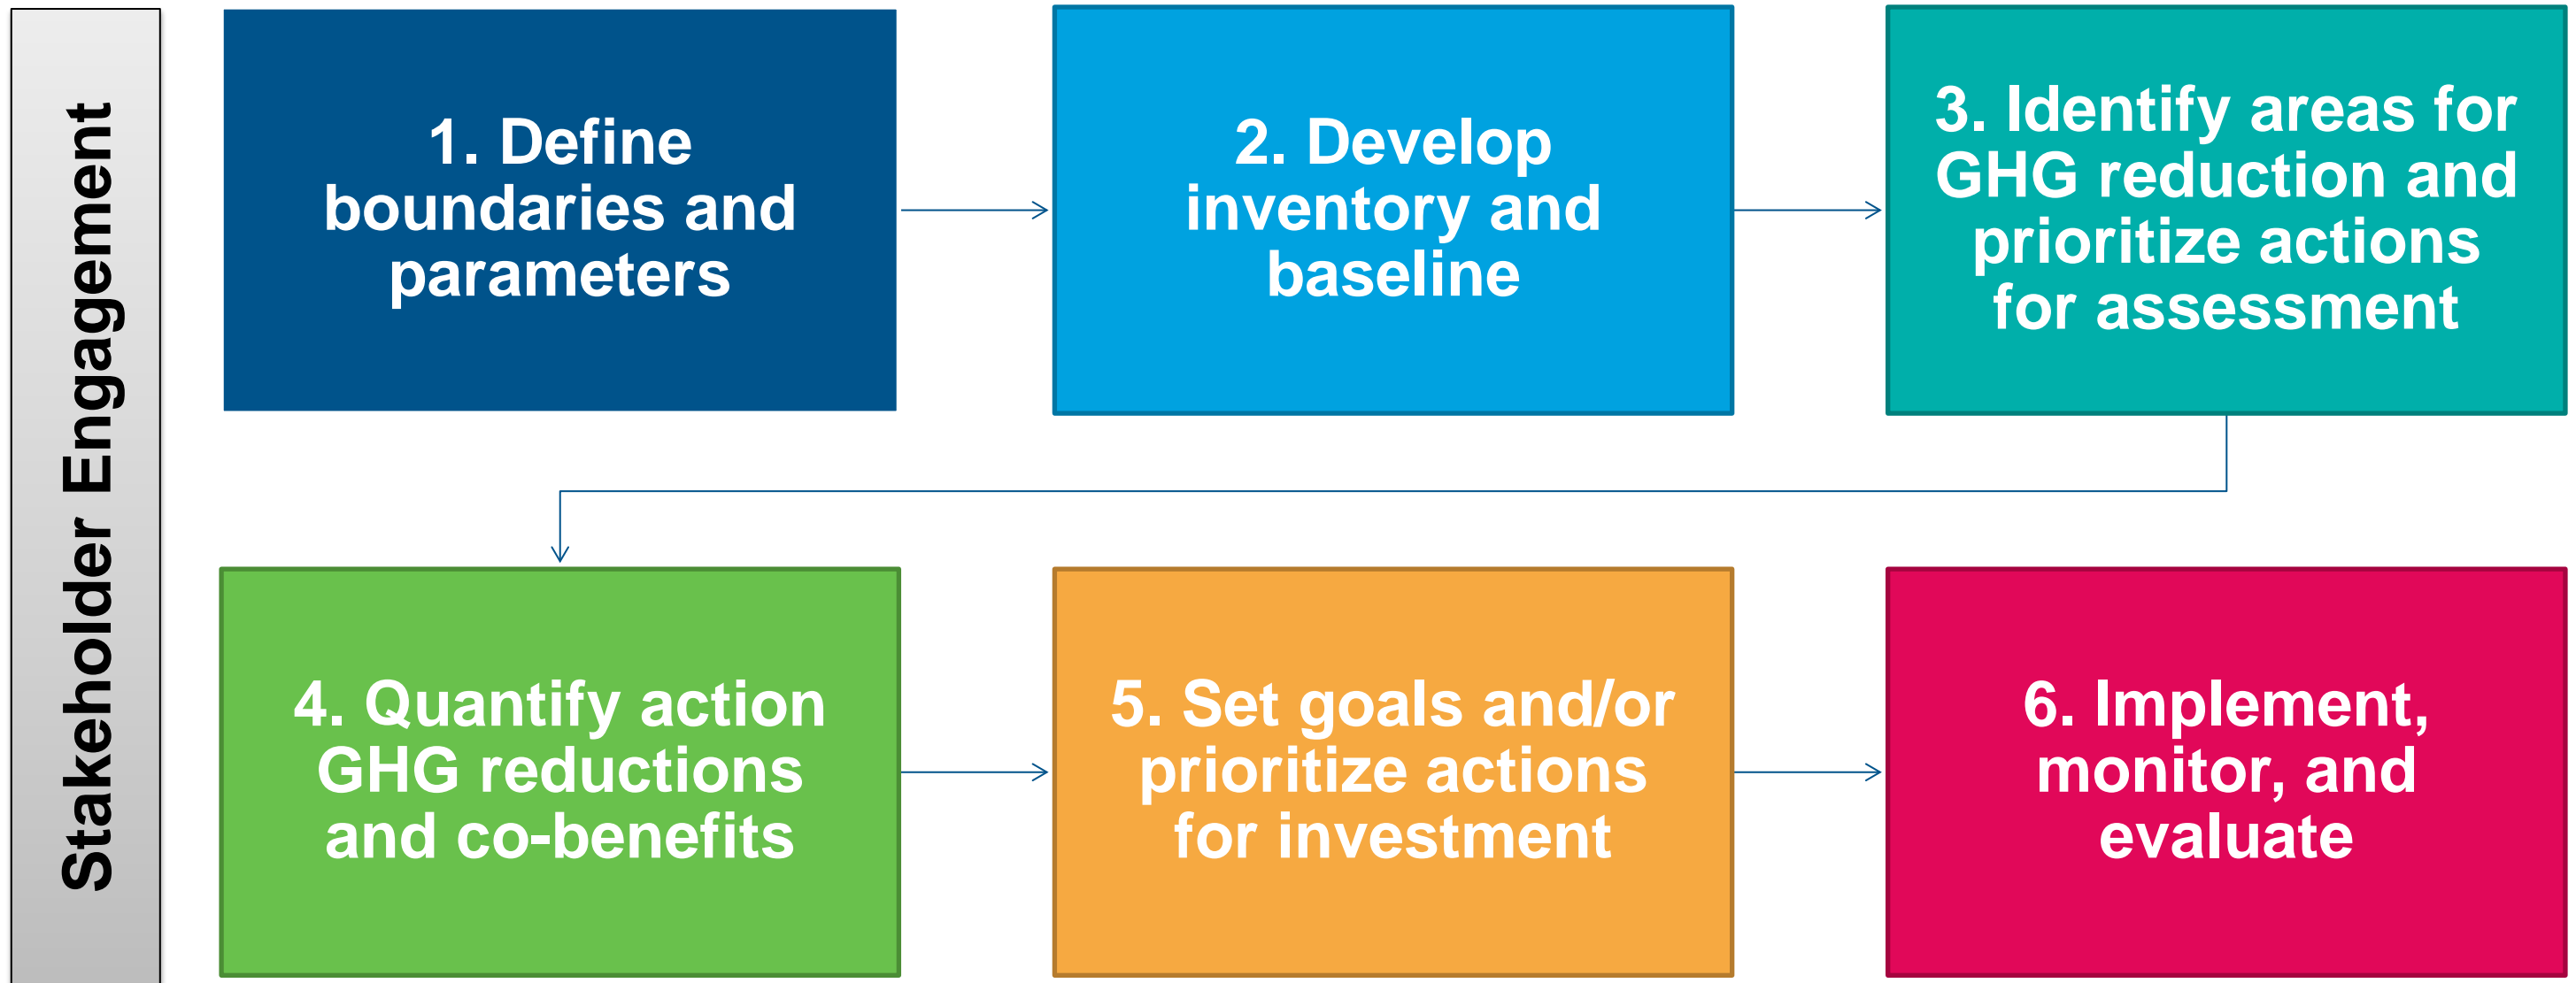 Stakeholder Engagement
1. Define
boundaries and
parameters
2. Develop
inventory and
baseline
3. Identify areas for
GHG reduction and
prioritize actions
for assessment
4. Quantify action
GHG reductions
and co-benefits
5. Set goals and/or
prioritize actions
for investment
6. Implement,
monitor, and
evaluate